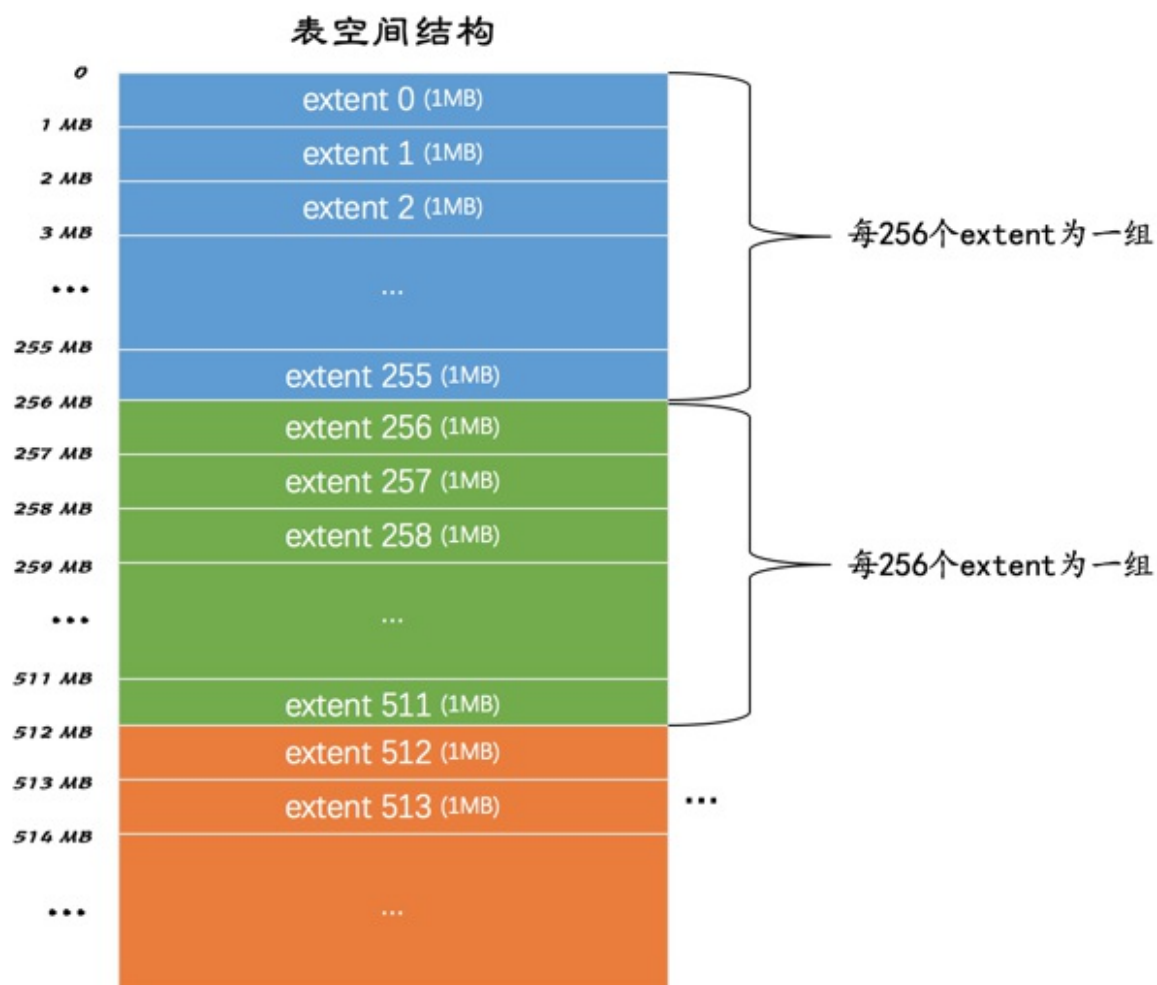 表空间结构
0
extent 0 (1MB)
1 MB
extent 1 (1MB)
2 MB
extent 2 (1MB)
3 MB
每256个extent为一组
...
...
255 MB
extent 255 (1MB)
256 MB
extent 256 (1MB)
257 MB
extent 257 (1MB)
258 MB
extent 258 (1MB)
259 MB
每256个extent为一组
...
...
511 MB
extent 511 (1MB)
512 MB
extent 512 (1MB)
513 MB
extent 513 (1MB)
...
514 MB
...
...